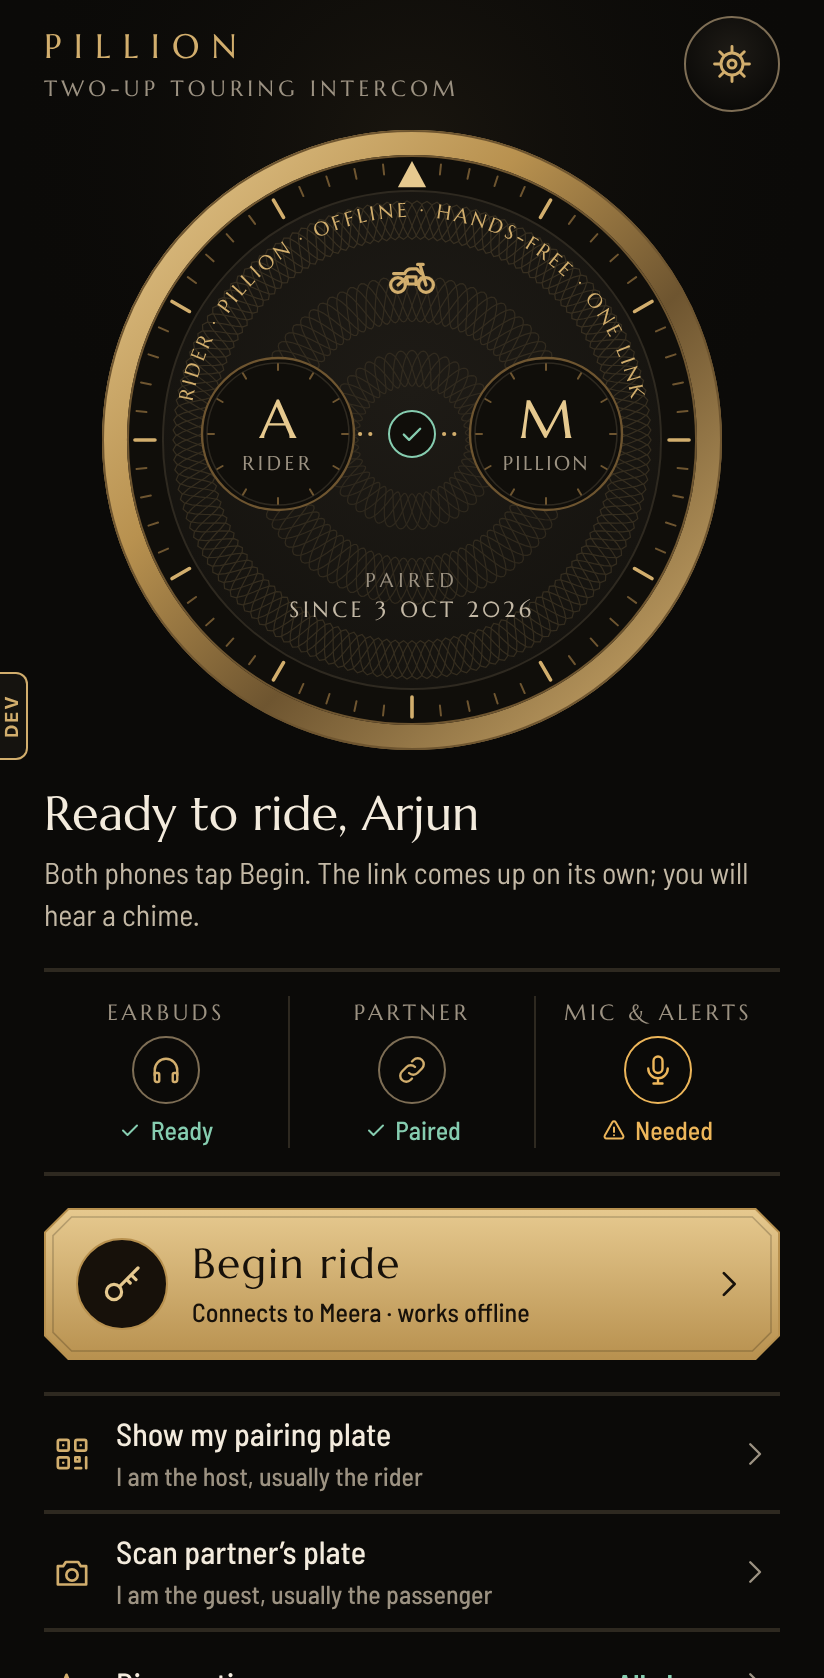 PILLION
TWO-UP TOURING INTERCOM
RIDER · PILLION · OFFLINE · HANDS-FREE · ONE LINK
A
RIDER
M
PILLION
PAIRED
SINCE 3 OCT 2026
DEV
Ready to ride, Arjun
Both phones tap Begin. The link comes up on its own; you will
hear a chime.
EARBUDS
PARTNER
MIC & ALERTS
Ready
Paired
Needed
Begin ride
Connects to Meera · works offline
Show my pairing plate
I am the host, usually the rider
Scan partner’s plate
I am the guest, usually the passenger